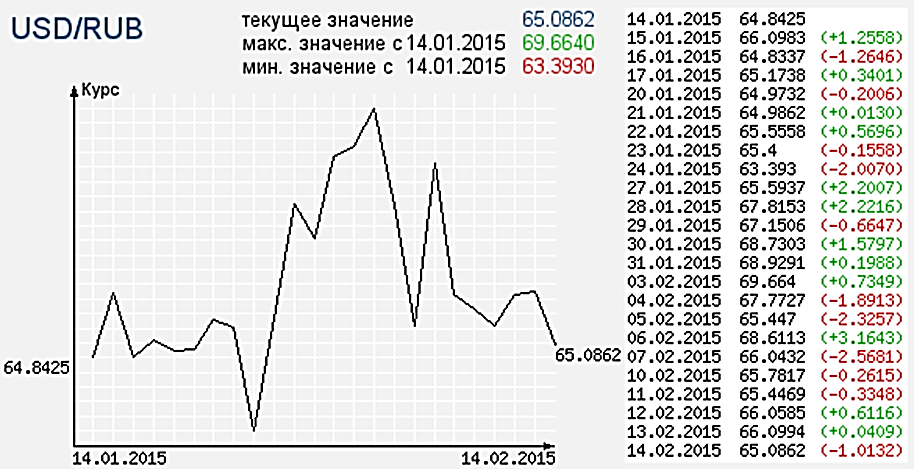 USD/RUB
текущее значение 65.0862
макс. значение с 14.01.2015 69.6640
мин. значение с 14.01.2015 63.3930
Курс
64.8425
65.0862
14.01.2015 14.02.2015
14.01.2015 64.8425
15.01.2015 66.0983 (+1.2558)
16.01.2015 64.8337 (-1.2646)
17.01.2015 65.1738 (+0.3401)
20.01.2015 64.9732 (-0.2006)
21.01.2015 64.9862 (+0.0130)
22.01.2015 65.5558 (+0.5696)
23.01.2015 65.4 (-0.1558)
24.01.2015 63.393 (-2.0070)
27.01.2015 65.5937 (+2.2007)
28.01.2015 67.8153 (+2.2216)
29.01.2015 67.1506 (-0.6647)
30.01.2015 68.7303 (+1.5797)
31.01.2015 68.9291 (+0.1988)
03.02.2015 69.664 (+0.7349)
04.02.2015 67.7727 (-1.8913)
05.02.2015 65.447 (-2.3257)
06.02.2015 68.6113 (+3.1643)
07.02.2015 66.0432 (-2.5681)
10.02.2015 65.7817 (-0.2615)
11.02.2015 65.4469 (-0.3348)
12.02.2015 66.0585 (+0.6116)
13.02.2015 66.0994 (+0.0409)
14.02.2015 65.0862 (-1.0132)